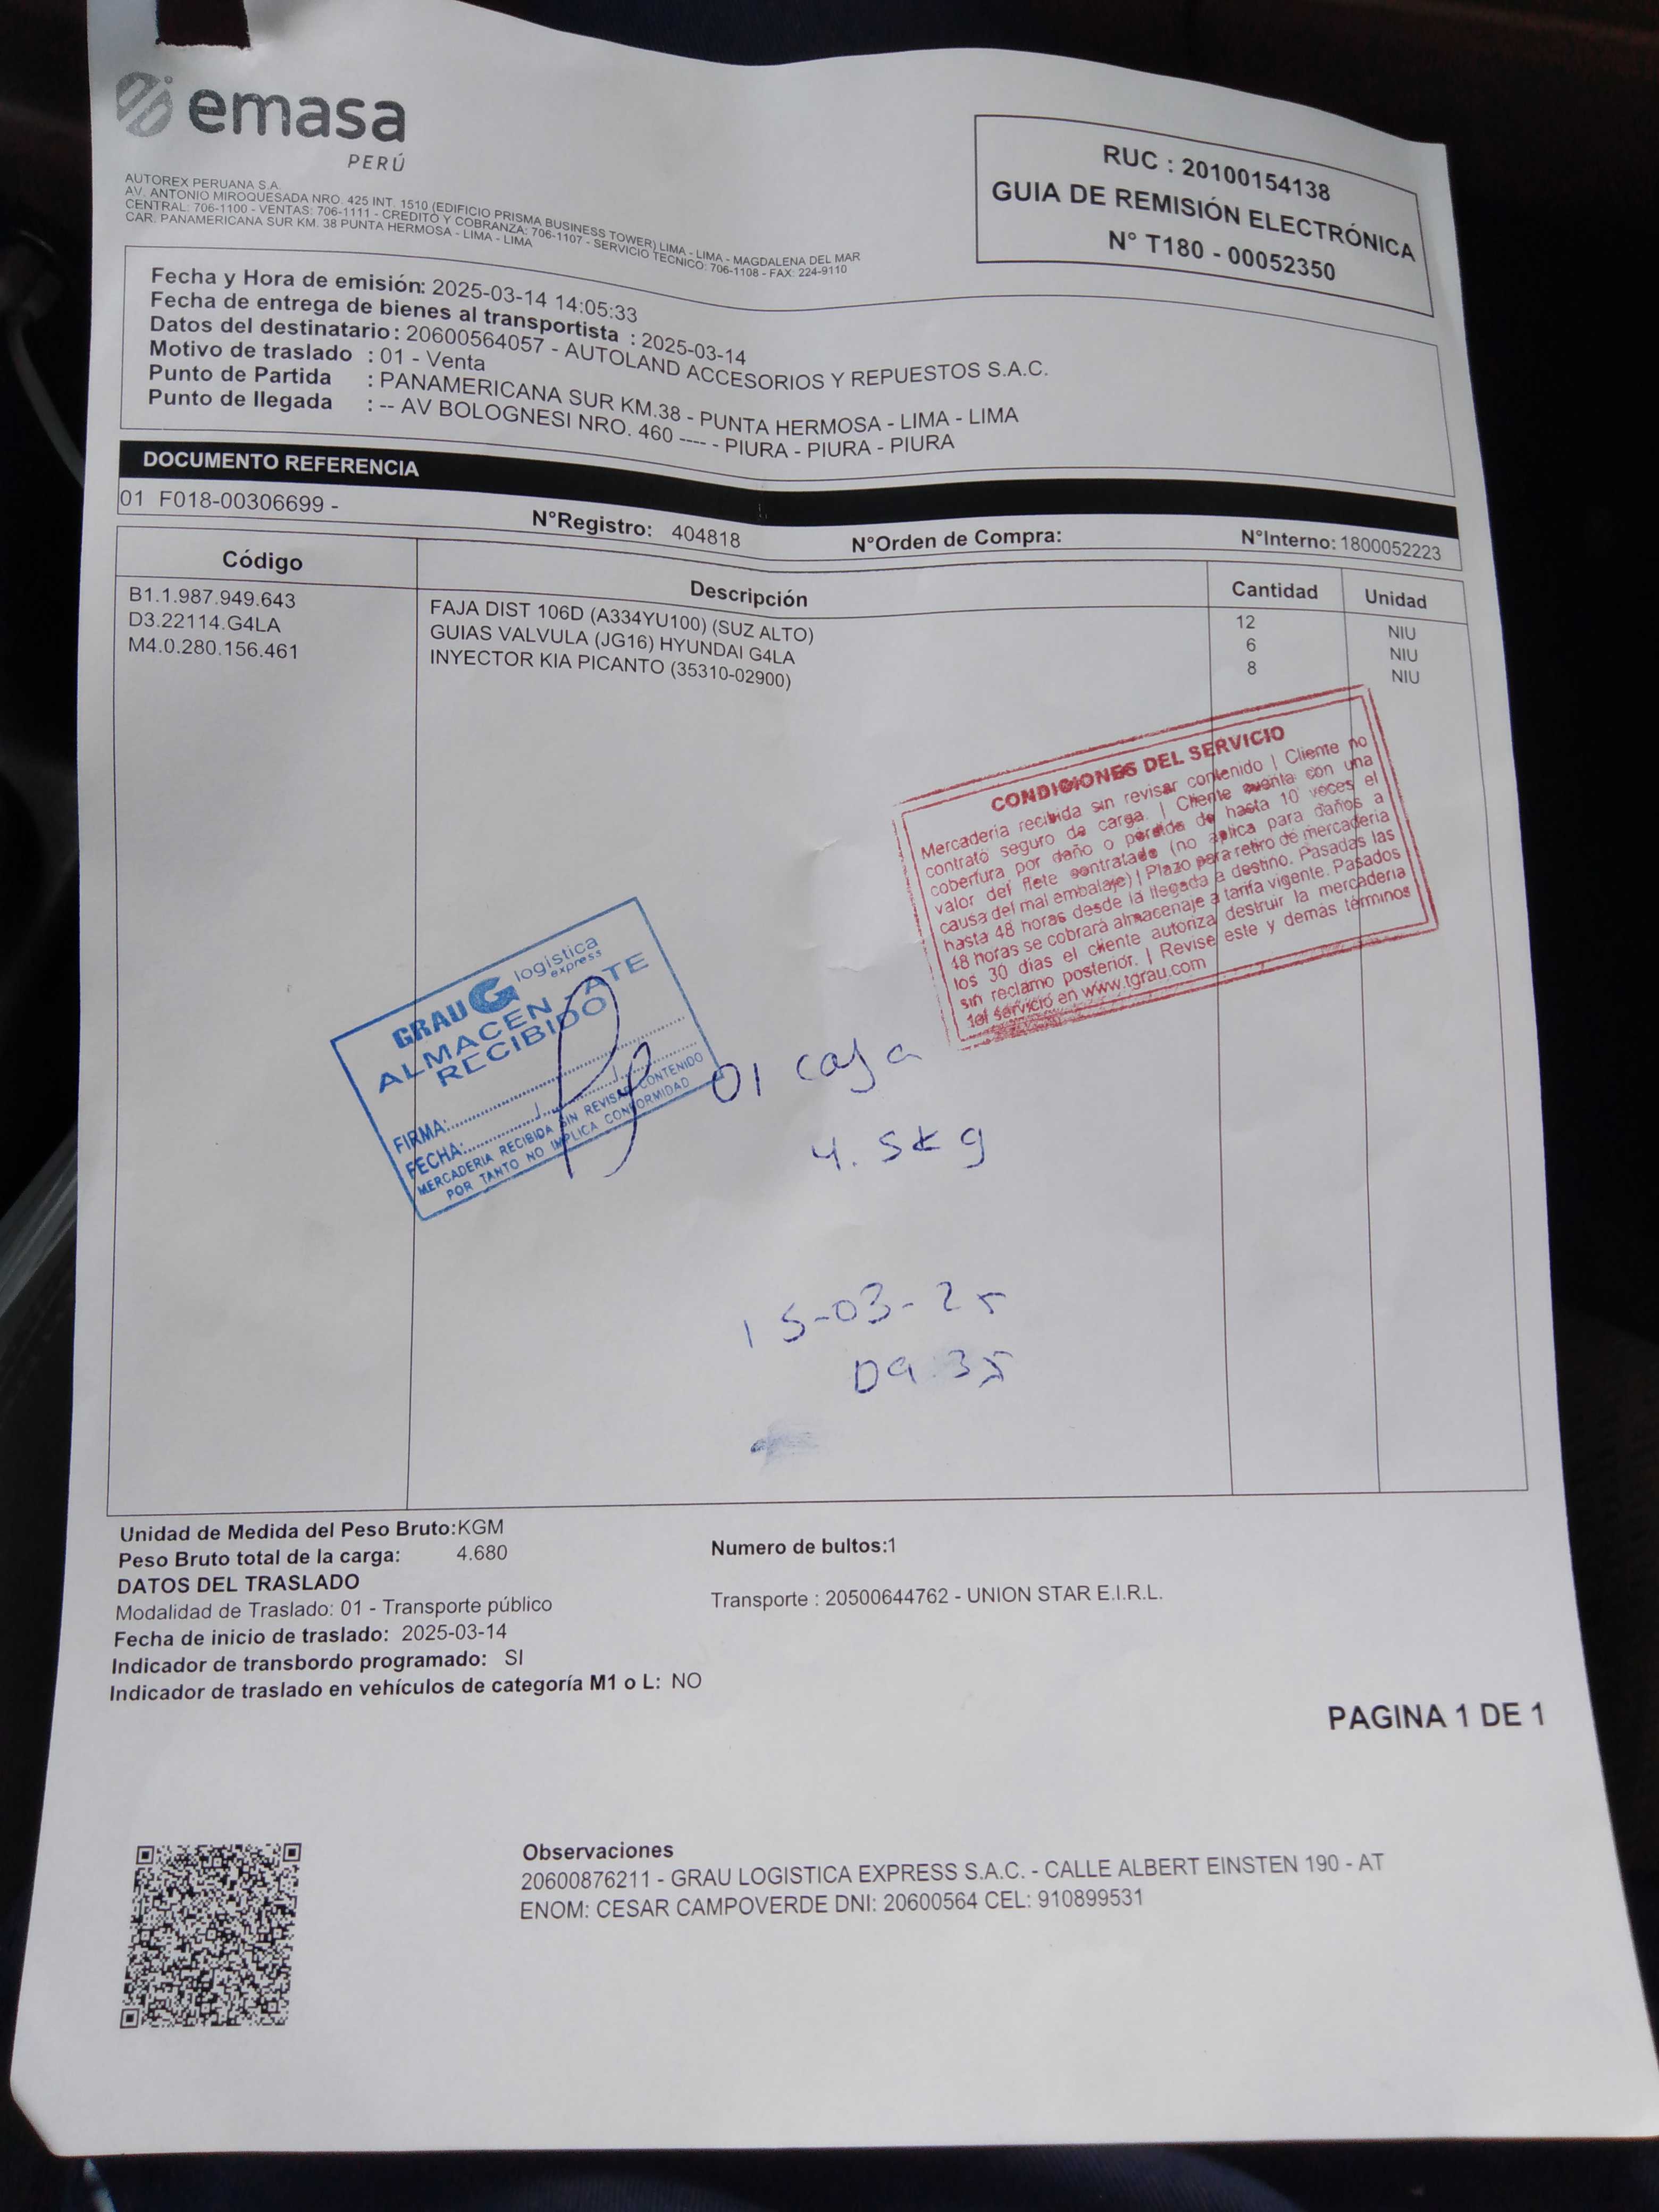 emasa
PERÚ
AUTOREX PERUANA S.A.
AV. ANTONIO MIROQUESADA NRO. 425 INT. 1510 (EDIFICIO PRISMA BUSINESS TOWER) LIMA - LIMA - MAGDALENA DEL MAR
CENTRAL: 706-1100 - VENTAS: 706-1111 - CREDITO Y COBRANZA: 706-1107 - SERVICIO TECNICO: 706-1108 - FAX: 224-9110
CAR. PANAMERICANA SUR KM. 38 PUNTA HERMOSA - LIMA - LIMA
RUC : 20100154138
GUIA DE REMISIÓN ELECTRÓNICA
N° T180 - 00052350
Fecha y Hora de emisión: 2025-03-14 14:05:33
Fecha de entrega de bienes al transportista : 2025-03-14
Datos del destinatario : 20600564057 - AUTOLAND ACCESORIOS Y REPUESTOS S.A.C.
Motivo de traslado : 01 - Venta
Punto de Partida : PANAMERICANA SUR KM.38 - PUNTA HERMOSA - LIMA - LIMA
Punto de llegada : -- AV BOLOGNESI NRO. 460 ---- - PIURA - PIURA - PIURA
DOCUMENTO REFERENCIA
01 F018-00306699 -
N°Registro: 404818 N°Orden de Compra: N°Interno: 1800052223
Código Descripción Cantidad Unidad
B1.1.987.949.643 FAJA DIST 106D (A334YU100) (SUZ ALTO) 12 NIU
D3.22114.G4LA GUIAS VALVULA (JG16) HYUNDAI G4LA 6 NIU
M4.0.280.156.461 INYECTOR KIA PICANTO (35310-02900) 8 NIU
CONDICIONES DEL SERVICIO
Mercadería recibida sin revisar contenido | Cliente no
contrató seguro de carga. | Cliente cuenta con una
cobertura por daño o pérdida de hasta 10 veces el
valor del flete contratado (no aplica para daños a
causa del mal embalaje) | Plazo para retiro de mercadería
hasta 48 horas desde la llegada a destino. Pasadas las
48 horas se cobrará almacenaje a tarifa vigente. Pasados
los 30 días el cliente autoriza destruir la mercadería
sin reclamo posterior. | Revise este y demás términos
del servicio en www.tgrau.com
GRAU G logística
express
ALMACEN - ATE
RECIBIDO
FIRMA:
FECHA:
MERCADERIA RECIBIDA SIN REVISAR CONTENIDO
POR TANTO NO IMPLICA CONFORMIDAD
01 caja
4.5kg
15-03-25
09:35
Unidad de Medida del Peso Bruto:KGM
Peso Bruto total de la carga: 4.680
Numero de bultos:1
DATOS DEL TRASLADO
Modalidad de Traslado: 01 - Transporte público
Transporte : 20500644762 - UNION STAR E.I.R.L.
Fecha de inicio de traslado: 2025-03-14
Indicador de transbordo programado: SI
Indicador de traslado en vehículos de categoría M1 o L: NO
PAGINA 1 DE 1
Observaciones
20600876211 - GRAU LOGISTICA EXPRESS S.A.C. - CALLE ALBERT EINSTEN 190 - AT
ENOM: CESAR CAMPOVERDE DNI: 20600564 CEL: 910899531